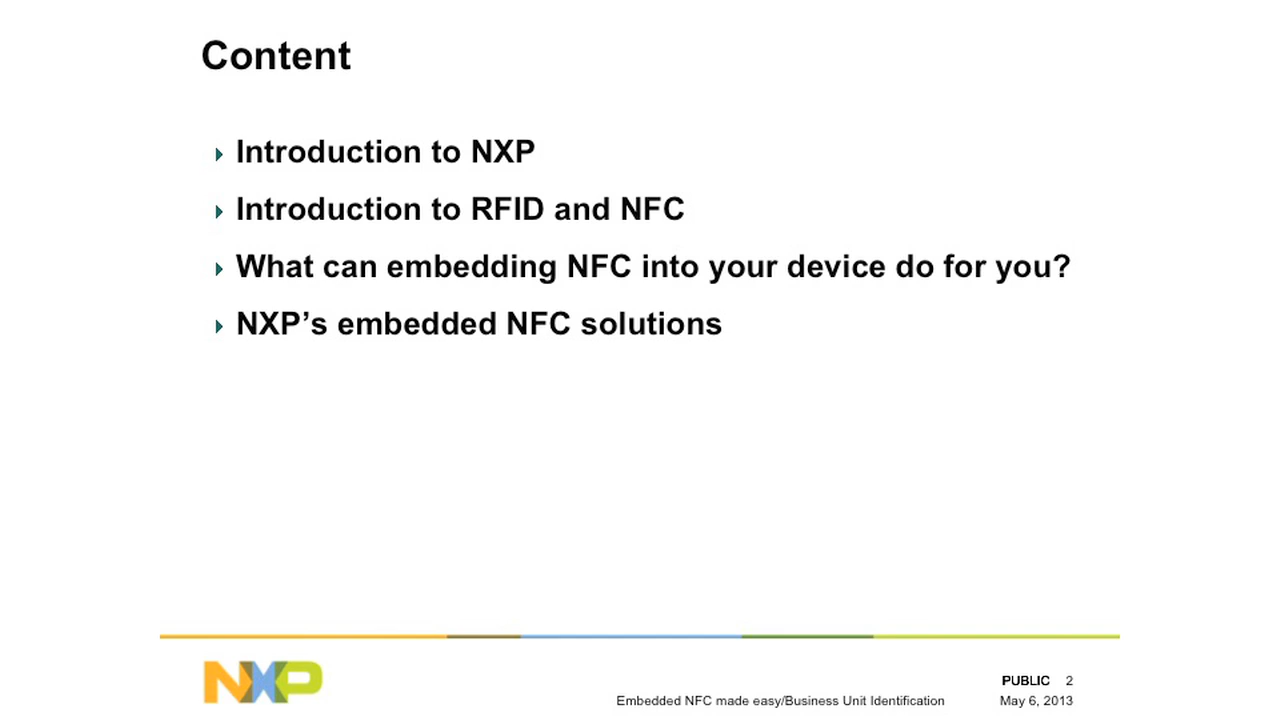 Content
Introduction to NXP
Introduction to RFID and NFC
What can embedding NFC into your device do for you?
NXP’s embedded NFC solutions
NXP
PUBLIC 2
Embedded NFC made easy/Business Unit Identification May 6, 2013